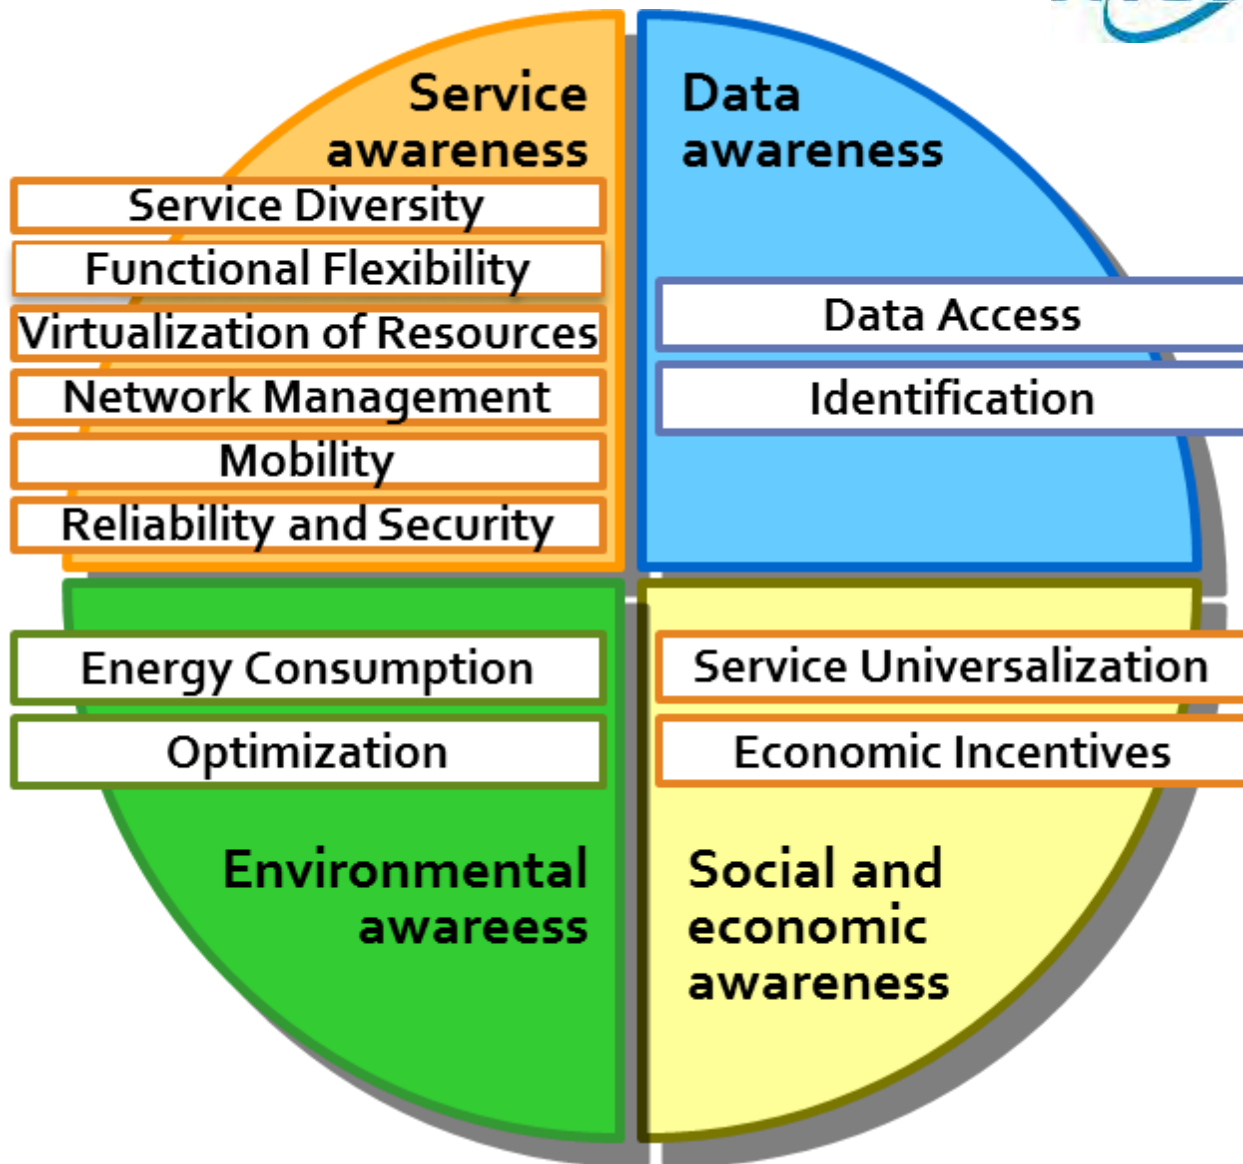 Service
awareness
Service Diversity
Functional Flexibility
Virtualization of Resources
Network Management
Mobility
Reliability and Security
Data
awareness
Data Access
Identification
Energy Consumption
Optimization
Environmental
awareess
Service Universalization
Economic Incentives
Social and
economic
awareness